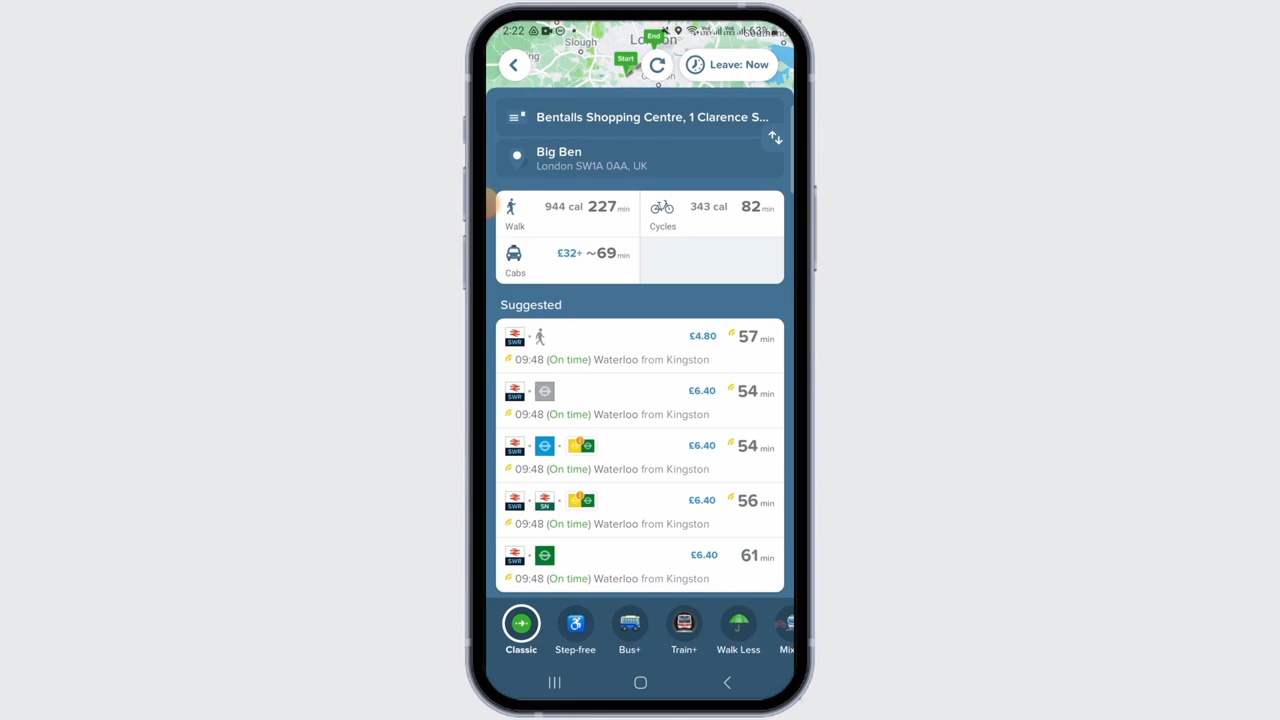 2:22
63%
Slough
London
End
Start
Leave: Now
Bentalls Shopping Centre, 1 Clarence S...
Big Ben
London SW1A 0AA, UK
944 cal 227 min
Walk
343 cal 82 min
Cycles
£32+ ~69 min
Cabs
Suggested
SWR £4.80 57 min
09:48 (On time) Waterloo from Kingston
SWR £6.40 54 min
09:48 (On time) Waterloo from Kingston
SWR £6.40 54 min
09:48 (On time) Waterloo from Kingston
SWR SN £6.40 56 min
09:48 (On time) Waterloo from Kingston
SWR £6.40 61 min
09:48 (On time) Waterloo from Kingston
Classic Step-free Bus+ Train+ Walk Less Mix